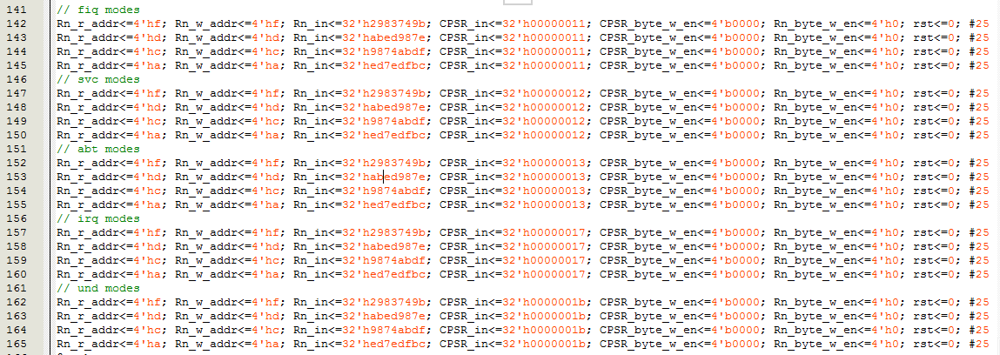 141 // fiq modes
142 Rn_r_addr<=4'hf; Rn_w_addr<=4'hf; Rn_in<=32'h2983749b; CPSR_in<=32'h00000011; CPSR_byte_w_en<=4'b0000; Rn_byte_w_en<=4'h0; rst<=0; #25
143 Rn_r_addr<=4'hd; Rn_w_addr<=4'hd; Rn_in<=32'habed987e; CPSR_in<=32'h00000011; CPSR_byte_w_en<=4'b0000; Rn_byte_w_en<=4'h0; rst<=0; #25
144 Rn_r_addr<=4'hc; Rn_w_addr<=4'hc; Rn_in<=32'h9874abdf; CPSR_in<=32'h00000011; CPSR_byte_w_en<=4'b0000; Rn_byte_w_en<=4'h0; rst<=0; #25
145 Rn_r_addr<=4'ha; Rn_w_addr<=4'ha; Rn_in<=32'hed7edfbc; CPSR_in<=32'h00000011; CPSR_byte_w_en<=4'b0000; Rn_byte_w_en<=4'h0; rst<=0; #25
146 // svc modes
147 Rn_r_addr<=4'hf; Rn_w_addr<=4'hf; Rn_in<=32'h2983749b; CPSR_in<=32'h00000012; CPSR_byte_w_en<=4'b0000; Rn_byte_w_en<=4'h0; rst<=0; #25
148 Rn_r_addr<=4'hd; Rn_w_addr<=4'hd; Rn_in<=32'habed987e; CPSR_in<=32'h00000012; CPSR_byte_w_en<=4'b0000; Rn_byte_w_en<=4'h0; rst<=0; #25
149 Rn_r_addr<=4'hc; Rn_w_addr<=4'hc; Rn_in<=32'h9874abdf; CPSR_in<=32'h00000012; CPSR_byte_w_en<=4'b0000; Rn_byte_w_en<=4'h0; rst<=0; #25
150 Rn_r_addr<=4'ha; Rn_w_addr<=4'ha; Rn_in<=32'hed7edfbc; CPSR_in<=32'h00000012; CPSR_byte_w_en<=4'b0000; Rn_byte_w_en<=4'h0; rst<=0; #25
151 // abt modes
152 Rn_r_addr<=4'hf; Rn_w_addr<=4'hf; Rn_in<=32'h2983749b; CPSR_in<=32'h00000013; CPSR_byte_w_en<=4'b0000; Rn_byte_w_en<=4'h0; rst<=0; #25
153 Rn_r_addr<=4'hd; Rn_w_addr<=4'hd; Rn_in<=32'habed987e; CPSR_in<=32'h00000013; CPSR_byte_w_en<=4'b0000; Rn_byte_w_en<=4'h0; rst<=0; #25
154 Rn_r_addr<=4'hc; Rn_w_addr<=4'hc; Rn_in<=32'h9874abdf; CPSR_in<=32'h00000013; CPSR_byte_w_en<=4'b0000; Rn_byte_w_en<=4'h0; rst<=0; #25
155 Rn_r_addr<=4'ha; Rn_w_addr<=4'ha; Rn_in<=32'hed7edfbc; CPSR_in<=32'h00000013; CPSR_byte_w_en<=4'b0000; Rn_byte_w_en<=4'h0; rst<=0; #25
156 // irq modes
157 Rn_r_addr<=4'hf; Rn_w_addr<=4'hf; Rn_in<=32'h2983749b; CPSR_in<=32'h00000017; CPSR_byte_w_en<=4'b0000; Rn_byte_w_en<=4'h0; rst<=0; #25
158 Rn_r_addr<=4'hd; Rn_w_addr<=4'hd; Rn_in<=32'habed987e; CPSR_in<=32'h00000017; CPSR_byte_w_en<=4'b0000; Rn_byte_w_en<=4'h0; rst<=0; #25
159 Rn_r_addr<=4'hc; Rn_w_addr<=4'hc; Rn_in<=32'h9874abdf; CPSR_in<=32'h00000017; CPSR_byte_w_en<=4'b0000; Rn_byte_w_en<=4'h0; rst<=0; #25
160 Rn_r_addr<=4'ha; Rn_w_addr<=4'ha; Rn_in<=32'hed7edfbc; CPSR_in<=32'h00000017; CPSR_byte_w_en<=4'b0000; Rn_byte_w_en<=4'h0; rst<=0; #25
161 // und modes
162 Rn_r_addr<=4'hf; Rn_w_addr<=4'hf; Rn_in<=32'h2983749b; CPSR_in<=32'h0000001b; CPSR_byte_w_en<=4'b0000; Rn_byte_w_en<=4'h0; rst<=0; #25
163 Rn_r_addr<=4'hd; Rn_w_addr<=4'hd; Rn_in<=32'habed987e; CPSR_in<=32'h0000001b; CPSR_byte_w_en<=4'b0000; Rn_byte_w_en<=4'h0; rst<=0; #25
164 Rn_r_addr<=4'hc; Rn_w_addr<=4'hc; Rn_in<=32'h9874abdf; CPSR_in<=32'h0000001b; CPSR_byte_w_en<=4'b0000; Rn_byte_w_en<=4'h0; rst<=0; #25
165 Rn_r_addr<=4'ha; Rn_w_addr<=4'ha; Rn_in<=32'hed7edfbc; CPSR_in<=32'h0000001b; CPSR_byte_w_en<=4'b0000; Rn_byte_w_en<=4'h0; rst<=0; #25